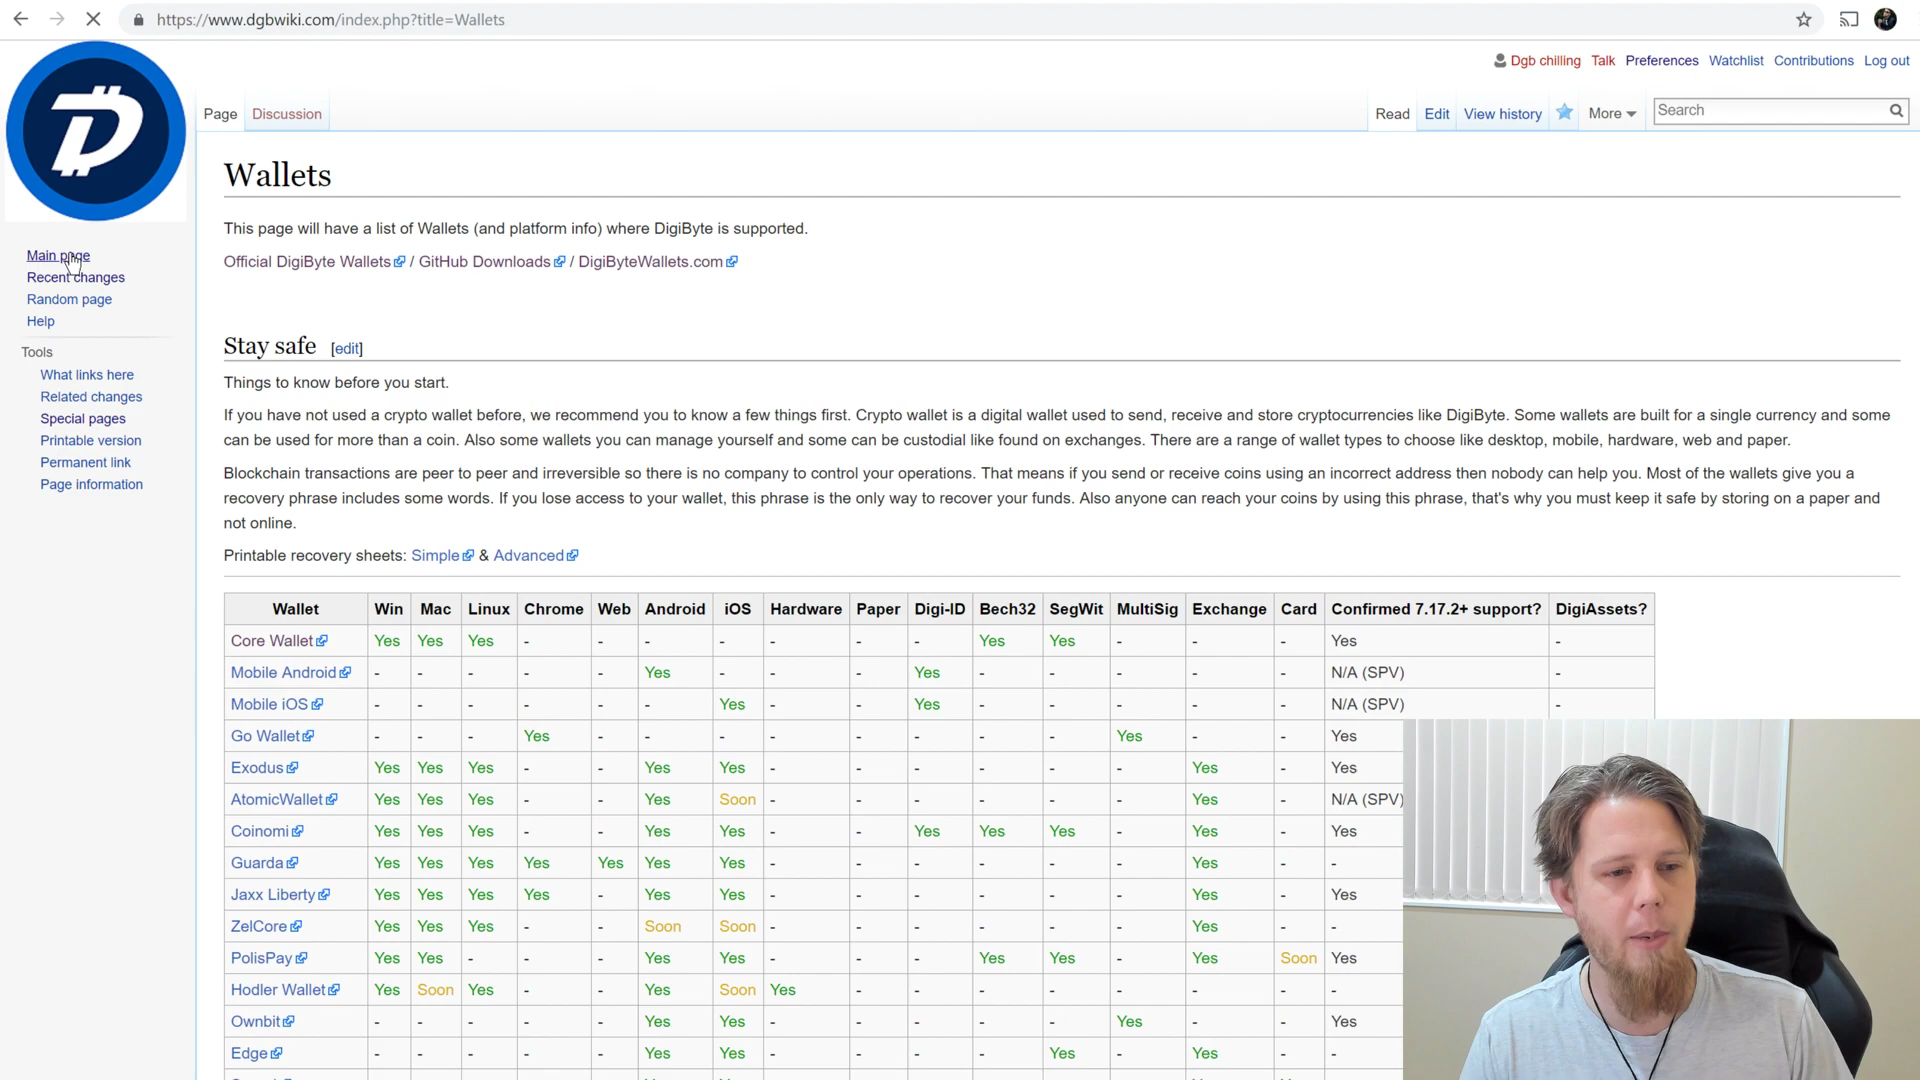 https://www.dgbwiki.com/index.php?title=Wallets
Dgb chilling Talk Preferences Watchlist Contributions Log out
Page Discussion Read Edit View history More Search
Wallets
This page will have a list of Wallets (and platform info) where DigiByte is supported.
Official DigiByte Wallets / GitHub Downloads / DigiByteWallets.com
Main page
Recent changes
Random page
Help
Tools
What links here
Related changes
Special pages
Printable version
Permanent link
Page information
Stay safe [edit]
Things to know before you start.
If you have not used a crypto wallet before, we recommend you to know a few things first. Crypto wallet is a digital wallet used to send, receive and store cryptocurrencies like DigiByte. Some wallets are built for a single currency and some
can be used for more than a coin. Also some wallets you can manage yourself and some can be custodial like found on exchanges. There are a range of wallet types to choose like desktop, mobile, hardware, web and paper.
Blockchain transactions are peer to peer and irreversible so there is no company to control your operations. That means if you send or receive coins using an incorrect address then nobody can help you. Most of the wallets give you a
recovery phrase includes some words. If you lose access to your wallet, this phrase is the only way to recover your funds. Also anyone can reach your coins by using this phrase, that's why you must keep it safe by storing on a paper and
not online.
Printable recovery sheets: Simple & Advanced
Wallet Win Mac Linux Chrome Web Android iOS Hardware Paper Digi-ID Bech32 SegWit MultiSig Exchange Card Confirmed 7.17.2+ support? DigiAssets?
Core Wallet Yes Yes Yes - - - - - - - Yes Yes - - - Yes -
Mobile Android - - - - - Yes - - - Yes - - - - - N/A (SPV) -
Mobile iOS - - - - - - Yes - - Yes - - - - - N/A (SPV) -
Go Wallet - - - Yes - - - - - - - - Yes - - Yes
Exodus Yes Yes Yes - - Yes Yes - - - - - - Yes - Yes
AtomicWallet Yes Yes Yes - - Yes Soon - - - - - - Yes - N/A (SPV)
Coinomi Yes Yes Yes - - Yes Yes - - Yes Yes Yes - Yes - Yes
Guarda Yes Yes Yes Yes Yes Yes Yes - - - - - - Yes - -
Jaxx Liberty Yes Yes Yes Yes - Yes Yes - - - - - - Yes - Yes
ZelCore Yes Yes Yes - - Soon Soon - - - - - - Yes - -
PolisPay Yes Yes - - - Yes Yes - - - Yes Yes - Yes Soon Yes
Hodler Wallet Yes Soon Yes - - Yes Soon Yes - - - - - - - -
Ownbit - - - - - Yes Yes - - - - - Yes - - Yes
Edge - - - - - Yes Yes - - - - Yes - Yes - -